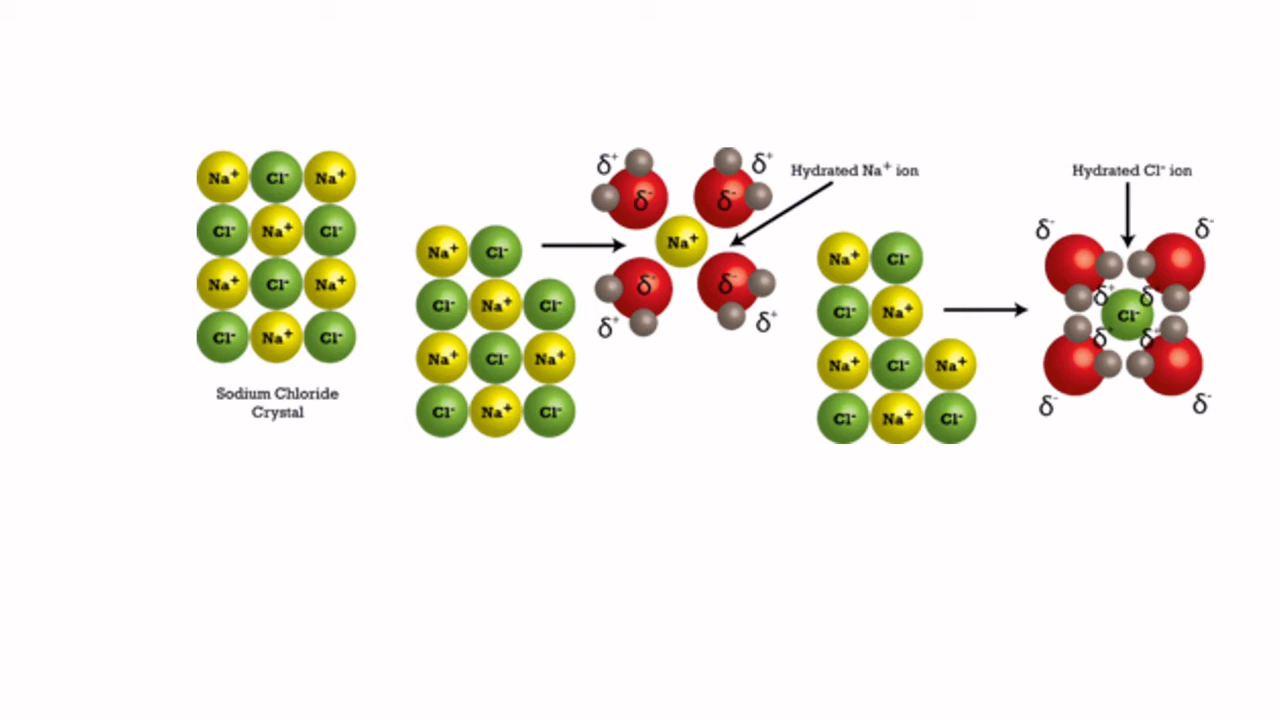 Na⁺ Cl⁻ Na⁺
Cl⁻ Na⁺ Cl⁻
Na⁺ Cl⁻ Na⁺
Cl⁻ Na⁺ Cl⁻
Sodium Chloride
Crystal
Na⁺ Cl⁻
Cl⁻ Na⁺ Cl⁻
Na⁺ Cl⁻ Na⁺
Cl⁻ Na⁺ Cl⁻
δ⁺ δ⁺
δ⁻ δ⁻
Na⁺
δ⁻ δ⁻
δ⁺ δ⁺
Hydrated Na⁺ ion
Na⁺ Cl⁻
Cl⁻ Na⁺
Na⁺ Cl⁻ Na⁺
Cl⁻ Na⁺ Cl⁻
Hydrated Cl⁻ ion
δ⁻ δ⁻
δ⁺ δ⁺
Cl⁻
δ⁺ δ⁺
δ⁻ δ⁻